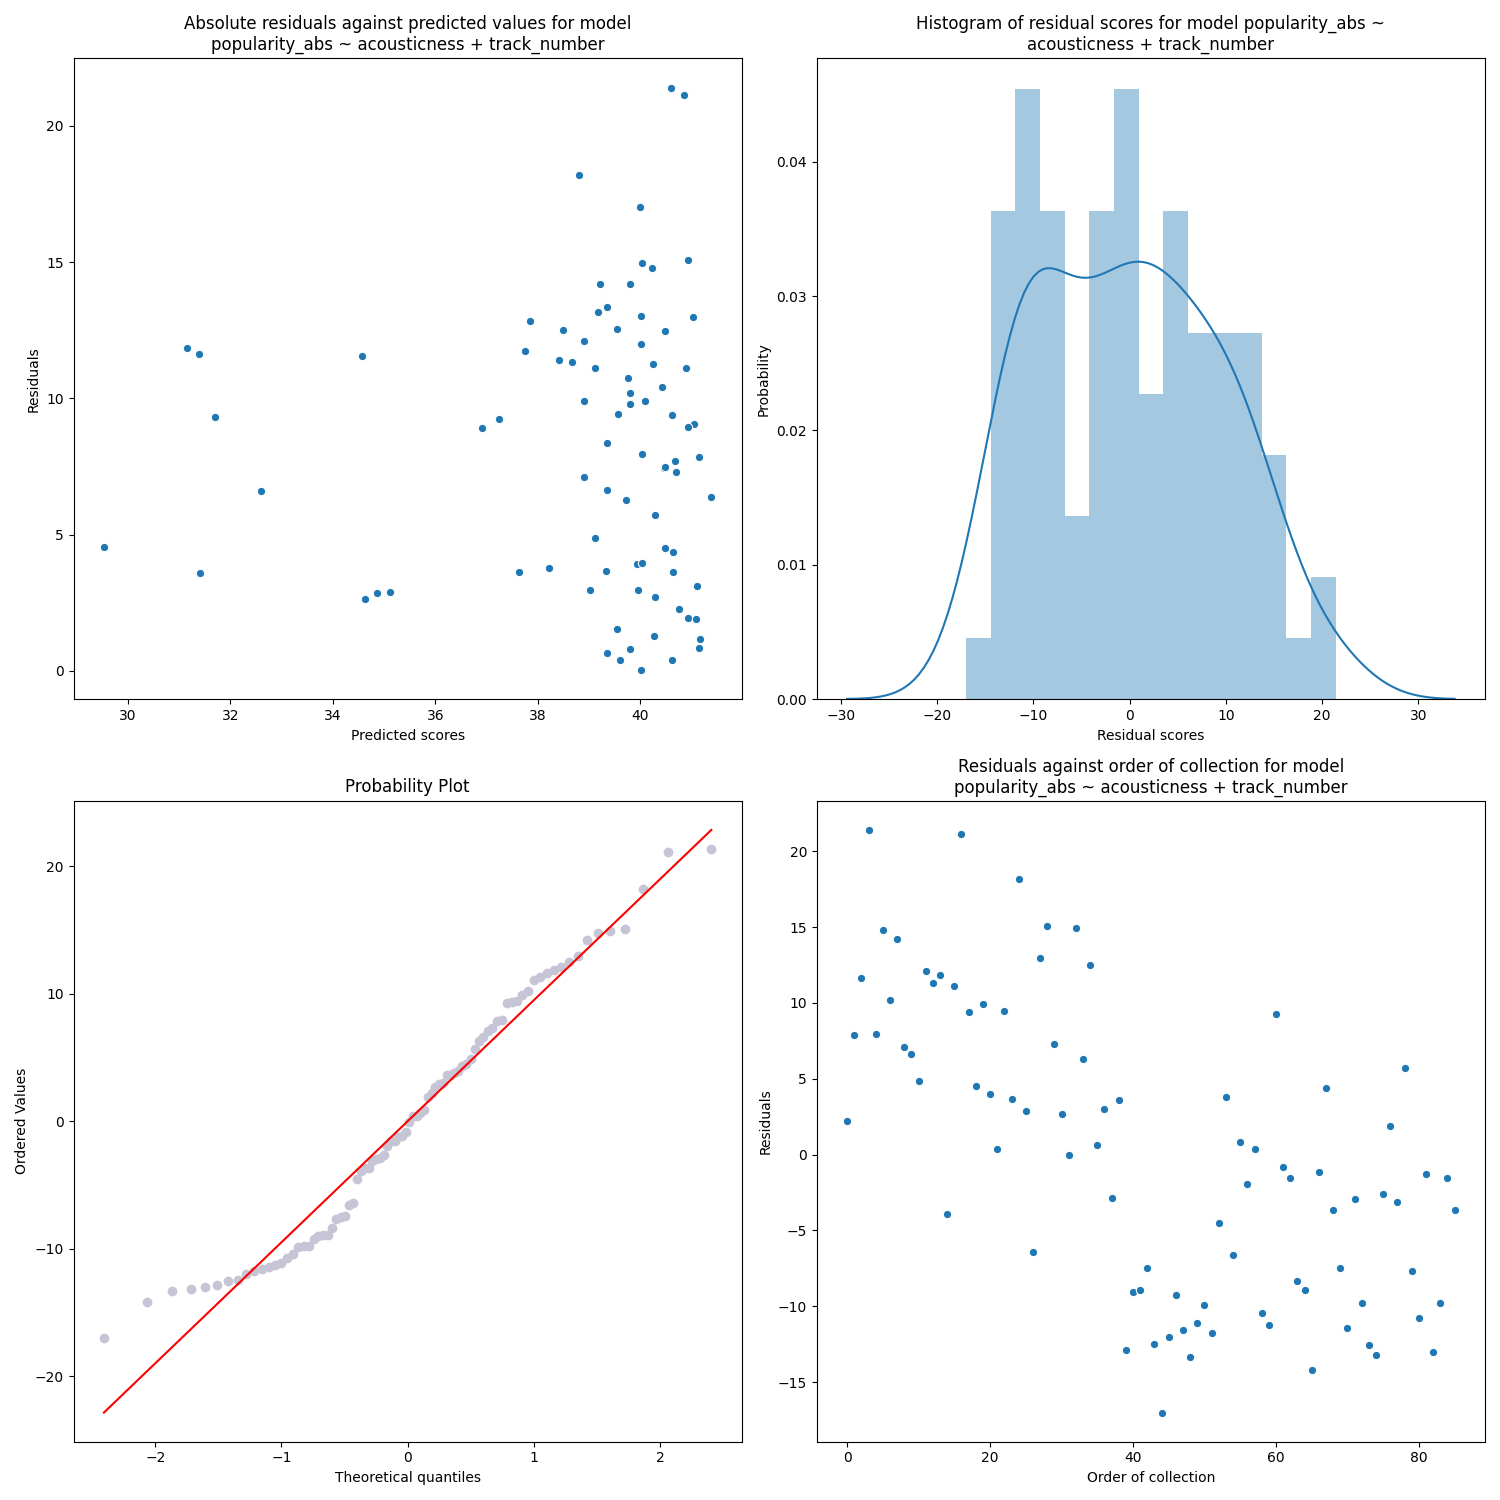 Absolute residuals against predicted values for model
popularity_abs ~ acousticness + track_number
20
15
10
5
0
Residuals
30 32 34 36 38 40
Predicted scores
Histogram of residual scores for model popularity_abs ~
acousticness + track_number
0.04
0.03
0.02
0.01
0.00
Probability
−30 −20 −10 0 10 20 30
Residual scores
Probability Plot
20
10
0
−10
−20
Ordered Values
−2 −1 0 1 2
Theoretical quantiles
Residuals against order of collection for model
popularity_abs ~ acousticness + track_number
20
15
10
5
0
−5
−10
−15
Residuals
0 20 40 60 80
Order of collection